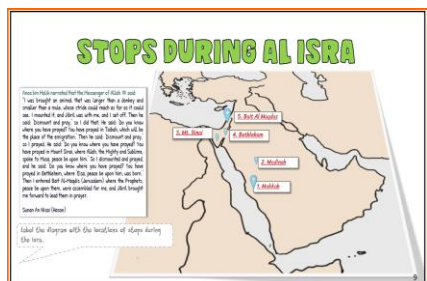 STOPS DURING AL ISRA
Anas bin Malik narrated that the Messenger of Allah ﷺ said:
"I was brought an animal that was larger than a donkey and
smaller than a mule, whose stride could reach as far as it could
see. I mounted it, and Jibril was with me, and I set off. Then he
said: Dismount and pray,' so I did that. He said: Do you know
where you have prayed? You have prayed in Taibah, which will be
the place of the emigration. Then he said: Dismount and pray,
so I prayed. He said: Do you know where you have prayed? You
have prayed in Mount Sinai, where Allah, the Mighty and Sublime,
spoke to Musa, peace be upon him. So I dismounted and prayed,
and he said: Do you know where you have prayed? You have
prayed in Bethlehem, where Eisa, peace be upon him, was born.
Then I entered Bait Al-Maqdis (Jerusalem) where the Prophets,
peace be upon them, were assembled for me, and Jibril brought
me forward to lead them in prayer.
Sunan An Nasa'i (Hasan)
label the diagram with the locations of stops during
the Isra.
5. Bait Al Maqdas
3. Mt. Sinai
4. Bethlehem
2. Madinah
1. Makkah
9